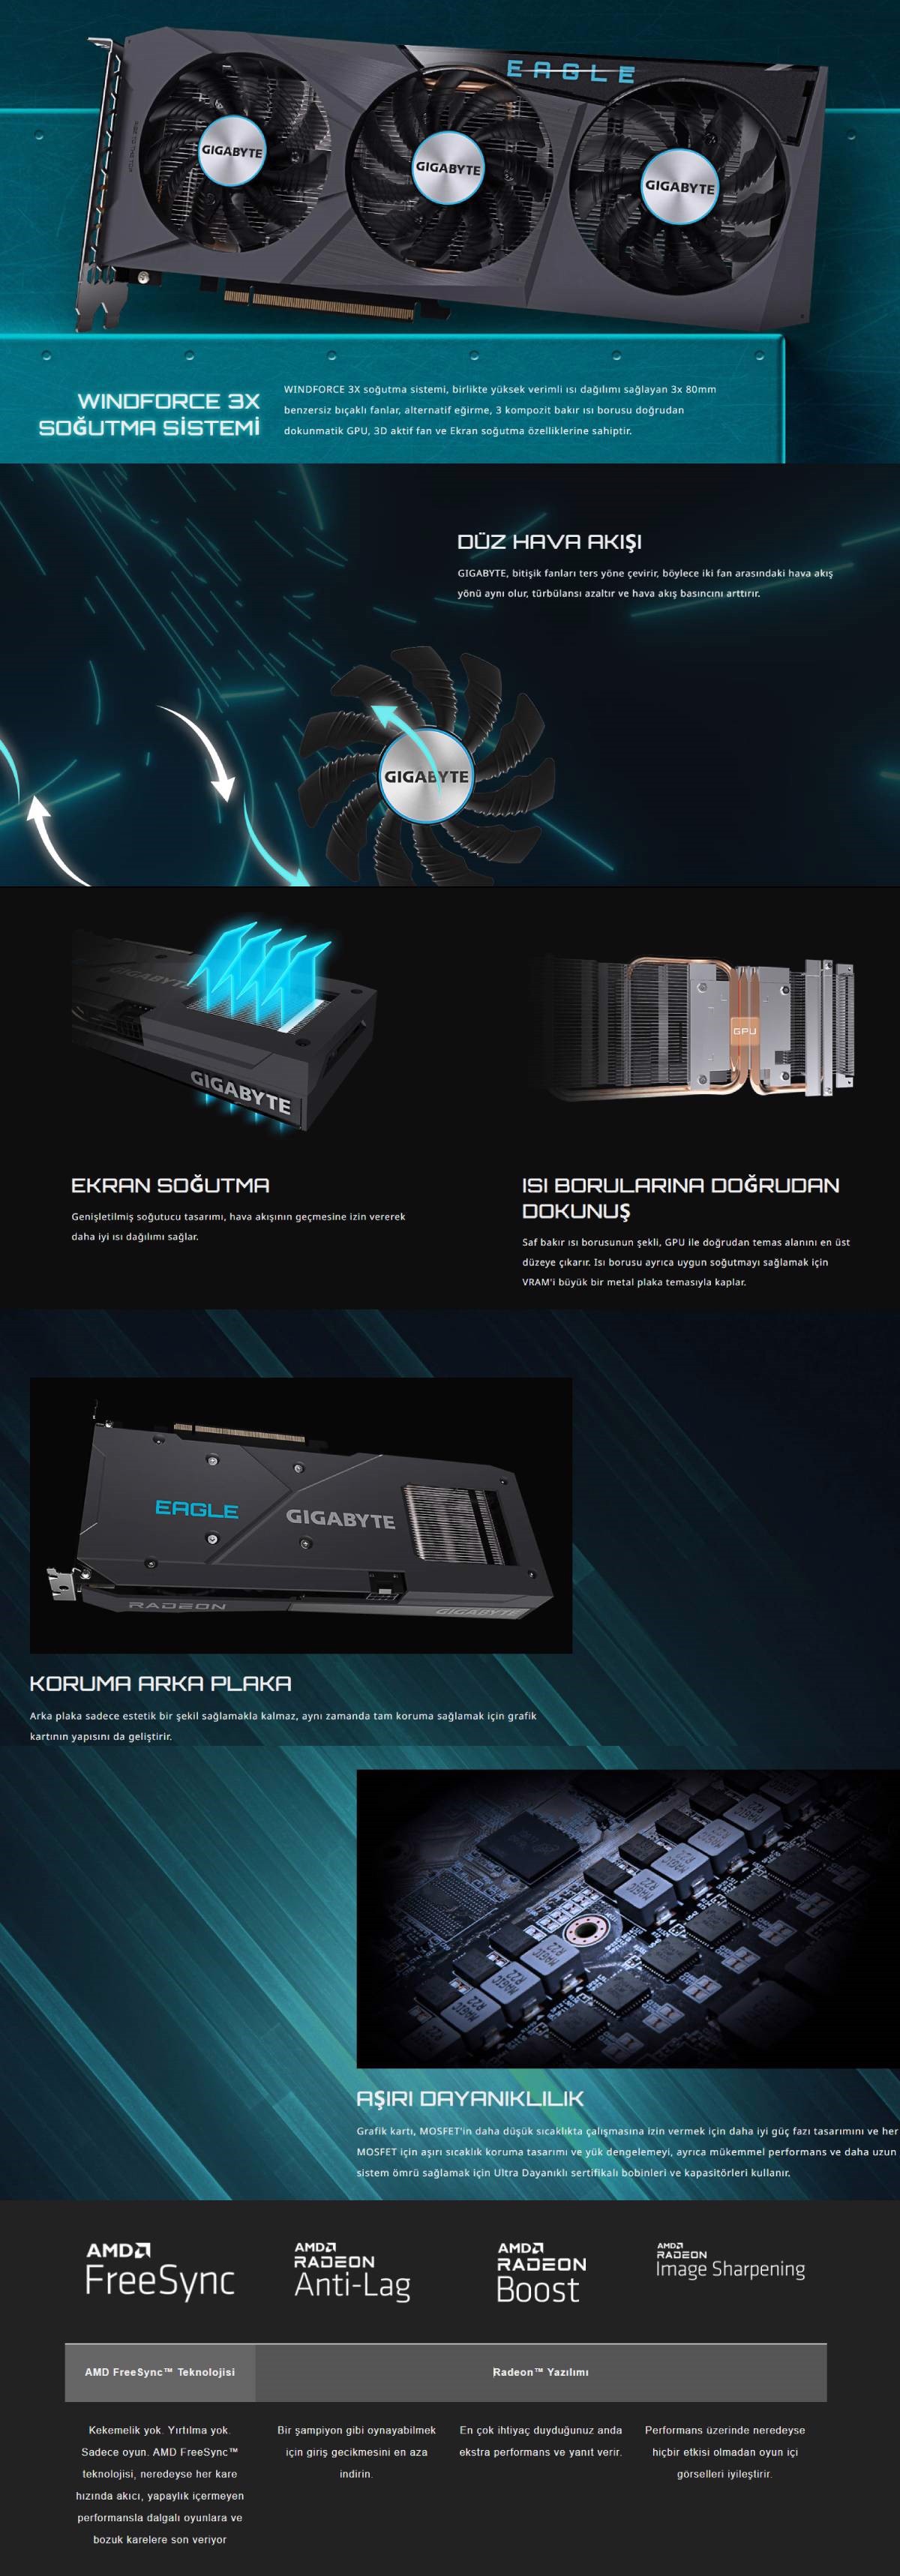 EAGLE
GIGABYTE
GIGABYTE
GIGABYTE
WINDFORCE 3X
SOĞUTMA SİSTEMİ
WINDFORCE 3X soğutma sistemi, birlikte yüksek verimli ısı dağılımı sağlayan 3x 80mm
benzersiz bıçaklı fanlar, alternatif eğirme, 3 kompozit bakır ısı borusu doğrudan
dokunmatik GPU, 3D aktif fan ve Ekran soğutma özelliklerine sahiptir.
DÜZ HAVA AKIŞI
GIGABYTE, bitişik fanları ters yöne çevirir, böylece iki fan arasındaki hava akış
yönü aynı olur, türbülansı azaltır ve hava akış basıncını arttırır.
GIGABYTE
GIGABYTE
GIGABYTE
GPU
EKRAN SOĞUTMA
Genişletilmiş soğutucu tasarımı, hava akışının geçmesine izin vererek
daha iyi ısı dağılımı sağlar.
ISI BORULARINA DOĞRUDAN
DOKUNUŞ
Saf bakır ısı borusunun şekli, GPU ile doğrudan temas alanını en üst
düzeye çıkarır. Isı borusu ayrıca uygun soğutmayı sağlamak için
VRAM'i büyük bir metal plaka temasıyla kaplar.
EAGLE
GIGABYTE
RADEON
GIGABYTE
KORUMA ARKA PLAKA
Arka plaka sadece estetik bir şekil sağlamakla kalmaz, aynı zamanda tam koruma sağlamak için grafik
kartının yapısını da geliştirir.
AŞIRI DAYANIKLILIK
Grafik kartı, MOSFET'in daha düşük sıcaklıkta çalışmasına izin vermek için daha iyi güç fazı tasarımını ve her
MOSFET için aşırı sıcaklık koruma tasarımı ve yük dengelemeyi, ayrıca mükemmel performans ve daha uzun
sistem ömrü sağlamak için Ultra Dayanıklı sertifikalı bobinleri ve kapasitörleri kullanır.
AMD
FreeSync
AMD
RADEON
Anti-Lag
AMD
RADEON
Boost
AMD
RADEON
Image Sharpening
AMD FreeSync™ Teknolojisi
Radeon™ Yazılımı
Kekemelik yok. Yırtılma yok.
Sadece oyun. AMD FreeSync™
teknolojisi, neredeyse her kare
hızında akıcı, yapaylık içermeyen
performansla dalgalı oyunlara ve
bozuk karelere son veriyor
Bir şampiyon gibi oynayabilmek
için giriş gecikmesini en aza
indirin.
En çok ihtiyaç duyduğunuz anda
ekstra performans ve yanıt verir.
Performans üzerinde neredeyse
hiçbir etkisi olmadan oyun içi
görselleri iyileştirir.